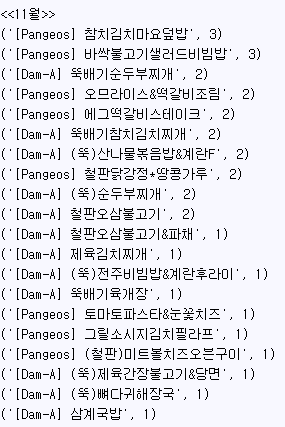 <<11월>>
('[Pangeos] 참치김치마요덮밥', 3)
('[Pangeos] 바싹불고기샐러드비빔밥', 3)
('[Dam-A] 뚝배기순두부찌개', 2)
('[Pangeos] 오므라이스&떡갈비조림', 2)
('[Pangeos] 에그떡갈비스테이크', 2)
('[Dam-A] 뚝배기참치김치찌개', 2)
('[Dam-A] (뚝)산나물볶음밥&계란F', 2)
('[Pangeos] 철판닭강정*땅콩가루', 2)
('[Dam-A] (뚝)순두부찌개', 2)
('[Dam-A] 철판오삼불고기', 2)
('[Dam-A] 철판오삼불고기&파채', 1)
('[Dam-A] 제육김치찌개', 1)
('[Dam-A] (뚝)전주비빔밥&계란후라이', 1)
('[Dam-A] 뚝배기육개장', 1)
('[Pangeos] 토마토파스타&눈꽃치즈', 1)
('[Pangeos] 그릴소시지김치필라프', 1)
('[Pangeos] (철판)미트볼치즈오븐구이', 1)
('[Dam-A] (뚝)제육간장불고기&당면', 1)
('[Dam-A] (뚝)뼈다귀해장국', 1)
('[Dam-A] 삼계국밥', 1)